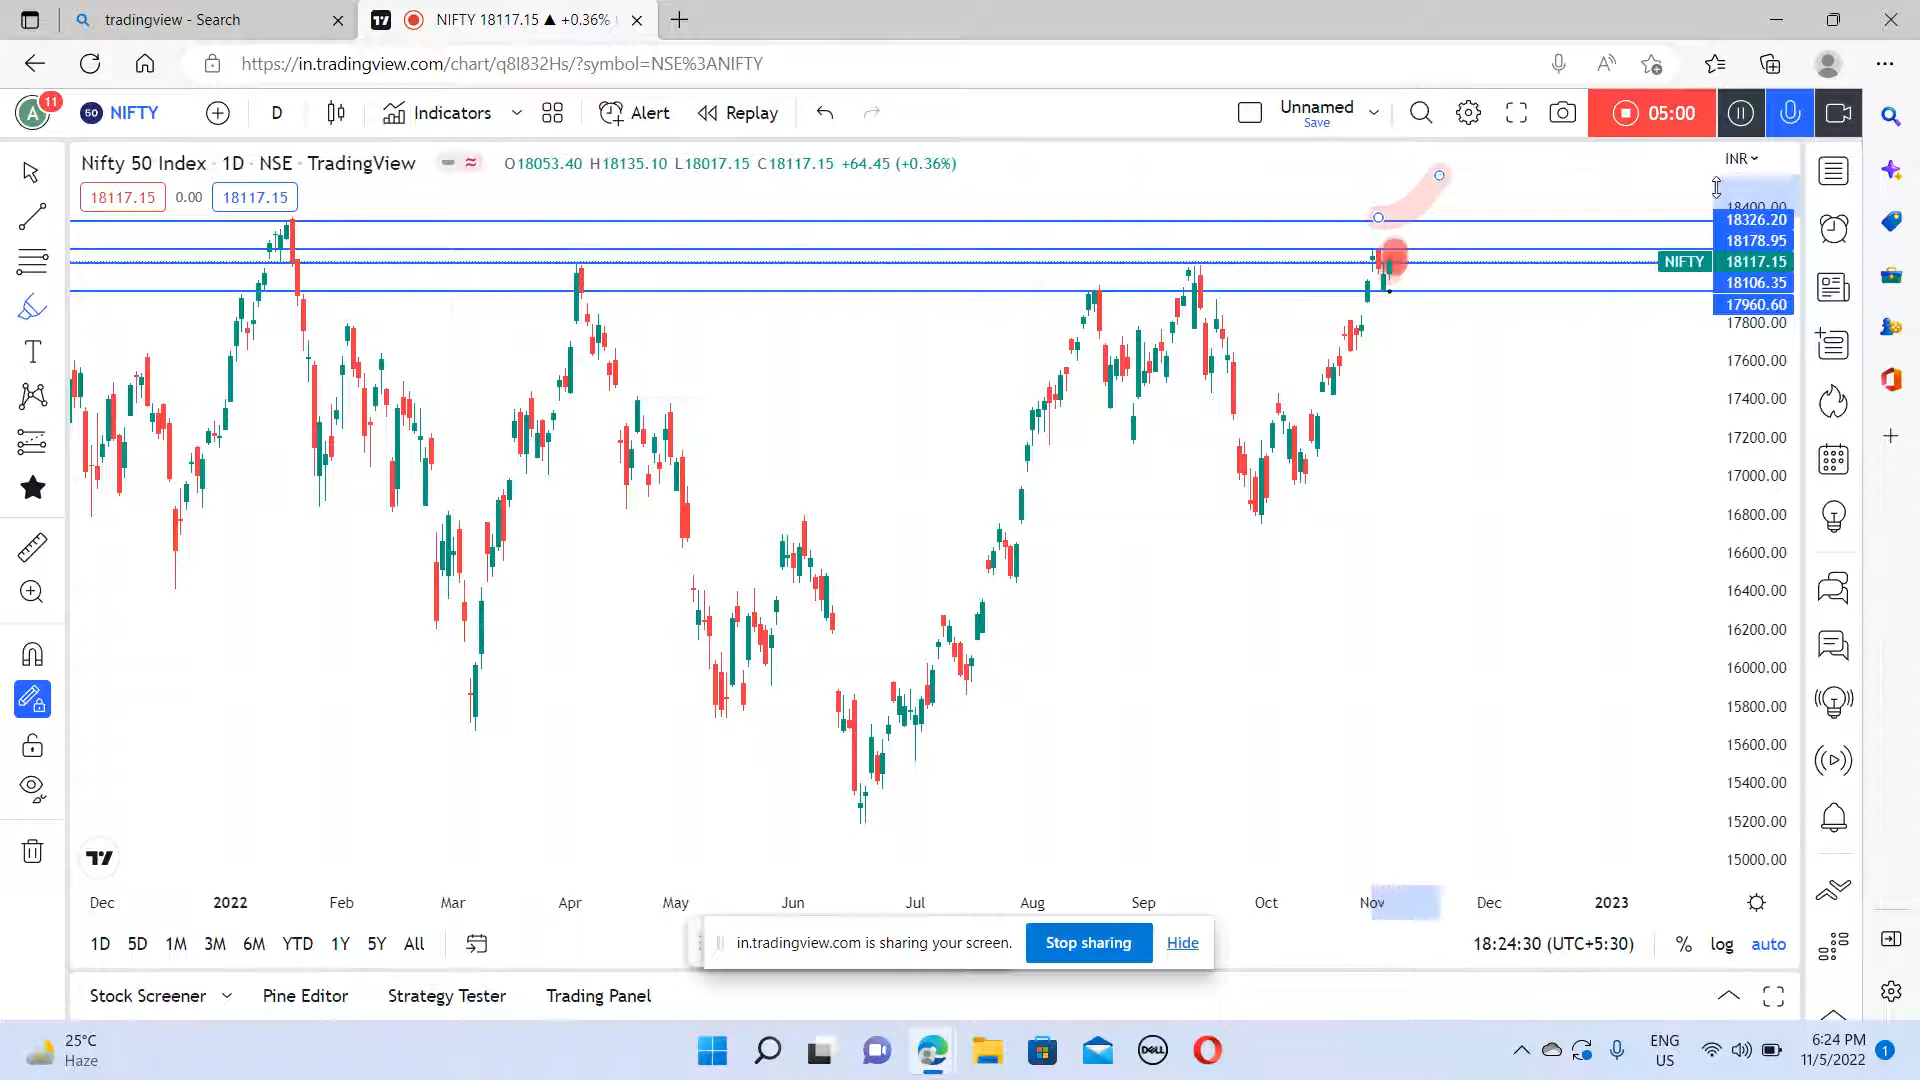 tradingview - Search
NIFTY 18117.15 ▲ +0.36%
https://in.tradingview.com/chart/q8I832Hs/?symbol=NSE%3ANIFTY
A
11
50
NIFTY
D
Indicators
Alert
Replay
Unnamed
Save
05:00
Nifty 50 Index · 1D · NSE · TradingView
O18053.40 H18135.10 L18017.15 C18117.15 +64.45 (+0.36%)
INR
18117.15
0.00
18117.15
18400.00
18326.20
18178.95
NIFTY
18117.15
18106.35
17960.60
17800.00
17600.00
17400.00
17200.00
17000.00
16800.00
16600.00
16400.00
16200.00
16000.00
15800.00
15600.00
15400.00
15200.00
15000.00
Dec
2022
Feb
Mar
Apr
May
Jun
Jul
Aug
Sep
Oct
Nov
Dec
2023
1D
5D
1M
3M
6M
YTD
1Y
5Y
All
in.tradingview.com is sharing your screen.
Stop sharing
Hide
18:24:30 (UTC+5:30)
%
log
auto
Stock Screener
Pine Editor
Strategy Tester
Trading Panel
25°C
Haze
DELL
ENG
US
6:24 PM
11/5/2022
1